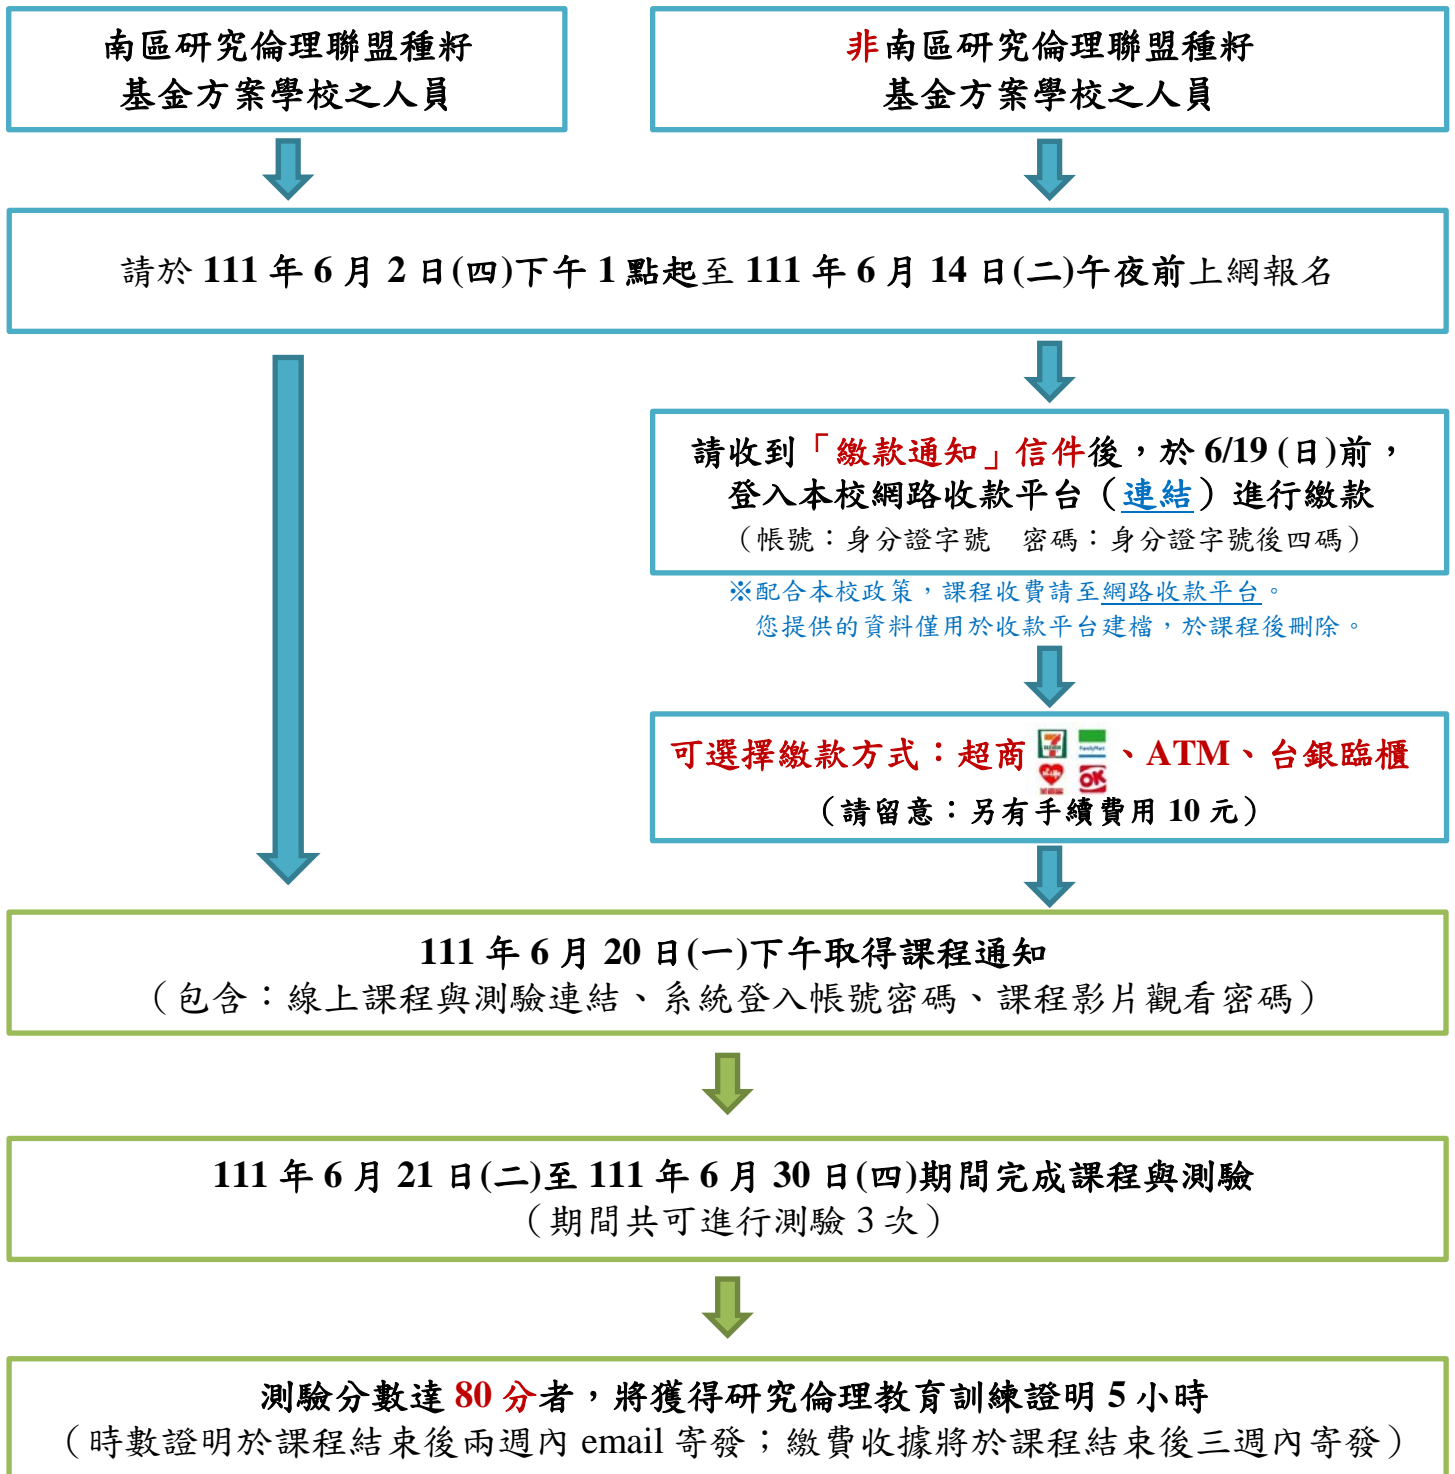 南區研究倫理聯盟種籽
基金方案學校之人員
非南區研究倫理聯盟種籽
基金方案學校之人員
請於 111 年 6 月 2 日(四)下午 1 點起至 111 年 6 月 14 日(二)午夜前上網報名
請收到「繳款通知」信件後，於 6/19 (日)前，
登入本校網路收款平台（連結）進行繳款
（帳號：身分證字號　密碼：身分證字號後四碼）
※配合本校政策，課程收費請至網路收款平台。
您提供的資料僅用於收款平台建檔，於課程後刪除。
可選擇繳款方式：超商 7 ELEVEN FamilyMart OK、ATM、台銀臨櫃
（請留意：另有手續費用 10 元）
111 年 6 月 20 日(一)下午取得課程通知
（包含：線上課程與測驗連結、系統登入帳號密碼、課程影片觀看密碼）
111 年 6 月 21 日(二)至 111 年 6 月 30 日(四)期間完成課程與測驗
（期間共可進行測驗 3 次）
測驗分數達 80 分者，將獲得研究倫理教育訓練證明 5 小時
（時數證明於課程結束後兩週內 email 寄發；繳費收據將於課程結束後三週內寄發）